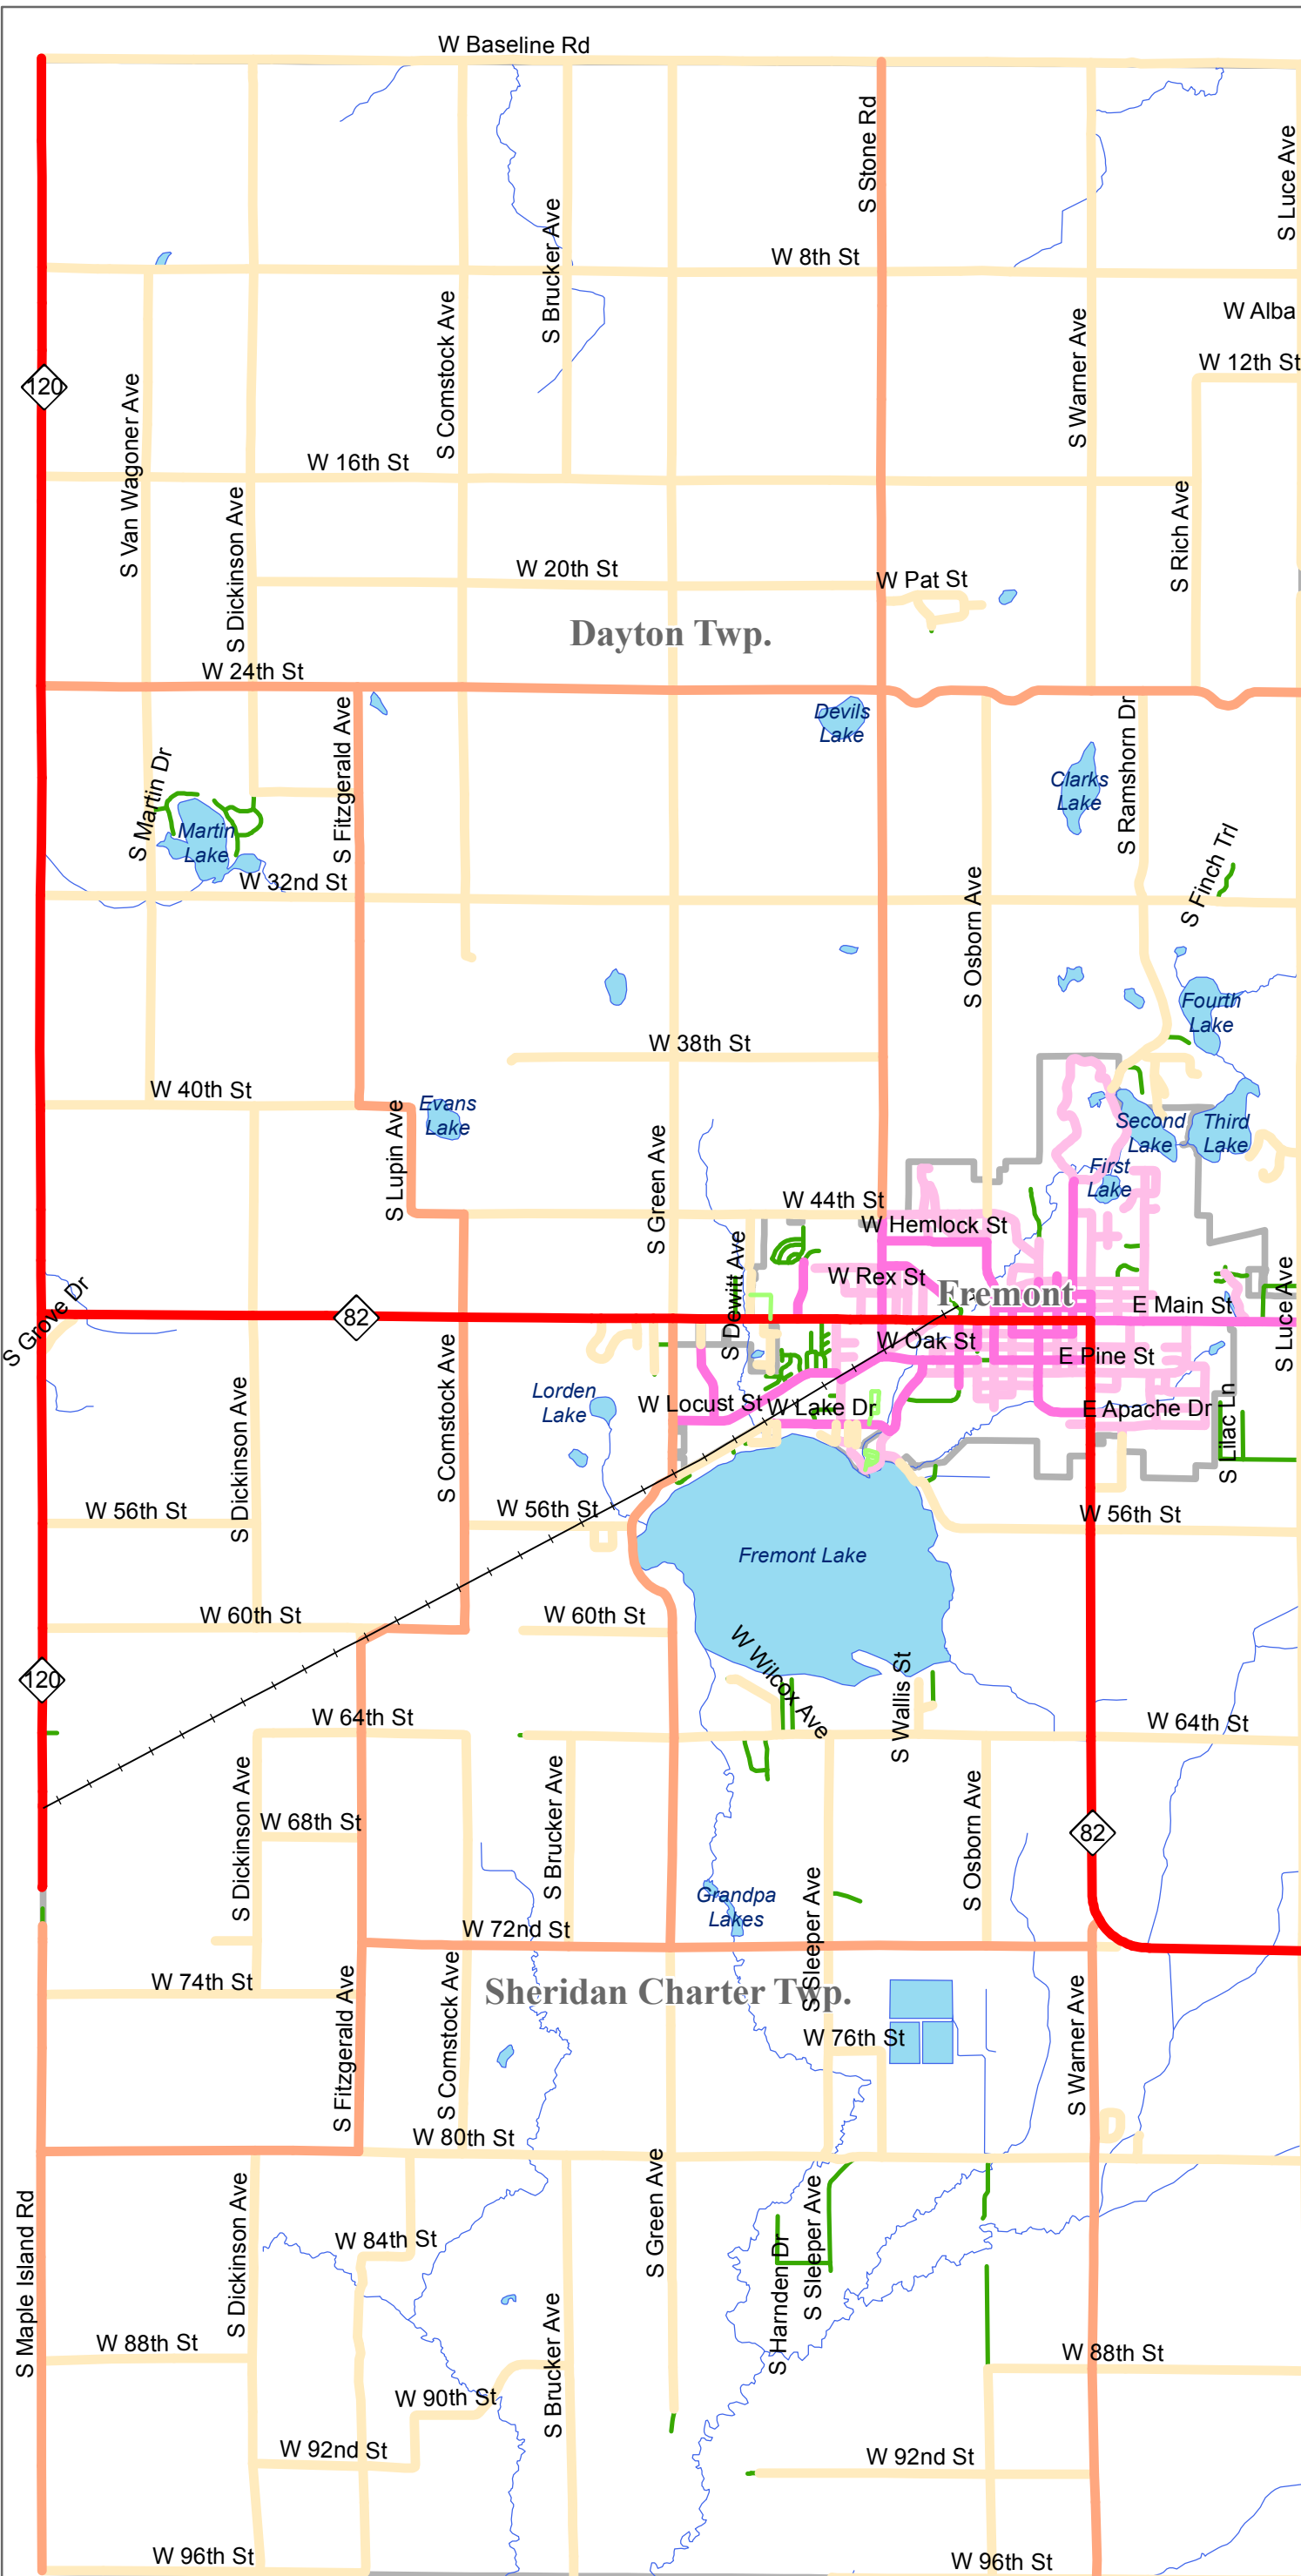 W Baseline Rd
S Stone Rd
S Luce Ave
S Brucker Ave
W 8th St
S Comstock Ave
W Alba
S Warner Ave
W 12th St
120
S Van Wagoner Ave
W 16th St
S Dickinson Ave
S Rich Ave
W 20th St
W Pat St
Dayton Twp.
W 24th St
S Fitzgerald Ave
Devils
Lake
S Ramshorn Dr
Clarks
Lake
S Martin Dr
Martin
Lake
S Finch Trl
W 32nd St
S Osborn Ave
Fourth
Lake
W 38th St
W 40th St
Evans
Lake
S Lupin Ave
Second
Lake
Third
Lake
First
Lake
S Green Ave
W 44th St
W Hemlock St
S Dewitt Ave
W Rex St
S Luce Ave
Fremont
S Grove Dr
82
E Main St
W Oak St
E Pine St
S Comstock Ave
S Dickinson Ave
Lorden
Lake
W Locust St
W Lake Dr
E Apache Dr
S Lilac Ln
W 56th St
W 56th St
W 56th St
Fremont Lake
W 60th St
W 60th St
W Wilcox Ave
S Wallis St
120
W 64th St
W 64th St
S Dickinson Ave
S Brucker Ave
S Osborn Ave
W 68th St
82
Grandpa
Lakes
S Sleeper Ave
W 72nd St
W 74th St
S Fitzgerald Ave
S Comstock Ave
Sheridan Charter Twp.
S Warner Ave
W 76th St
W 80th St
S Maple Island Rd
S Dickinson Ave
S Green Ave
S Sleeper Ave
W 84th St
S Harnden Dr
S Brucker Ave
W 88th St
W 88th St
W 90th St
W 92nd St
W 92nd St
W 96th St
W 96th St